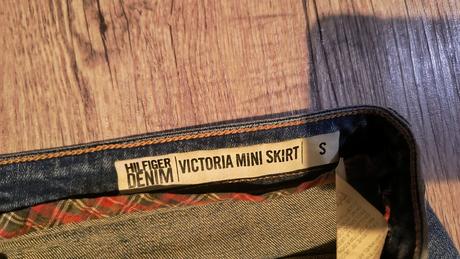 HILFIGER
DENIM
VICTORIA MINI SKIRT
S